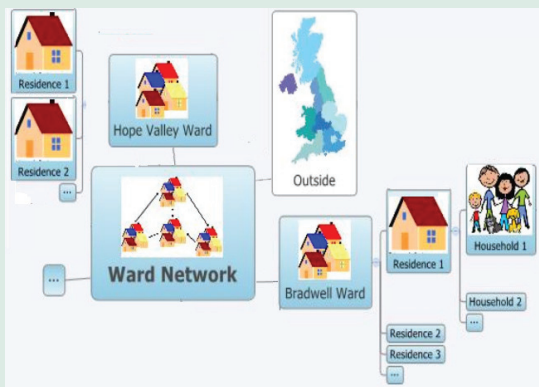 Residence 1
Hope Valley Ward
Residence 2
Outside
...
Ward Network
...
Bradwell Ward
Residence 1
Household 1
Household 2
...
Residence 2
Residence 3
...